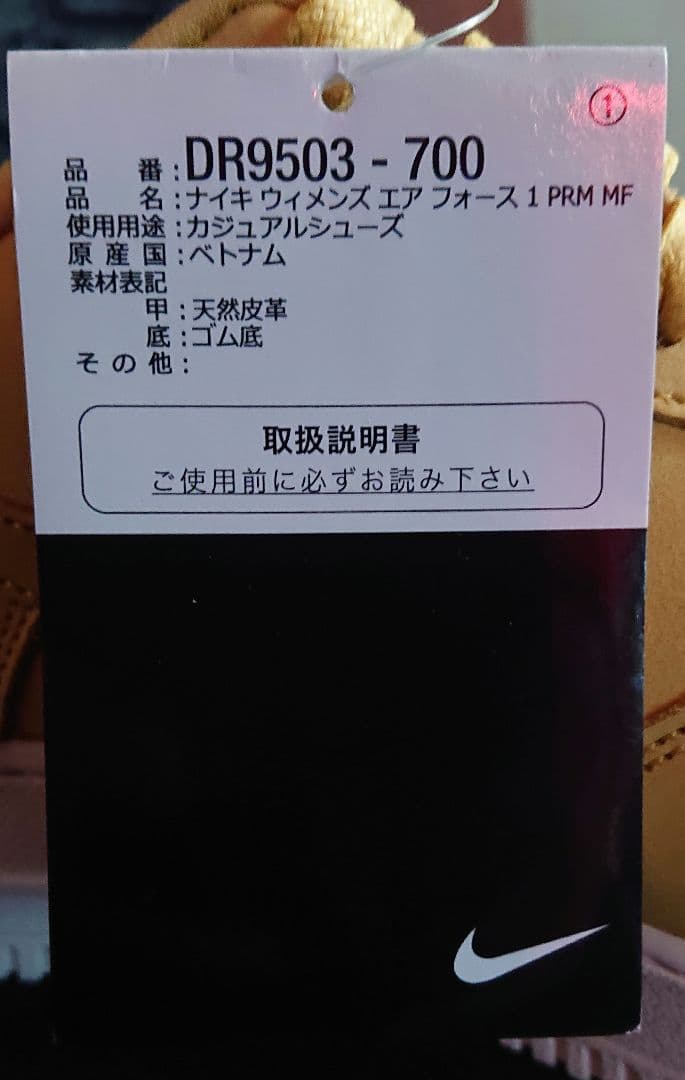 ①
品 番：DR9503 - 700
品 名：ナイキ ウィメンズ エア フォース 1 PRM MF
使用用途：カジュアルシューズ
原 産 国：ベトナム
素材表記
甲：天然皮革
底：ゴム底
そ の 他：
取扱説明書
ご使用前に必ずお読み下さい